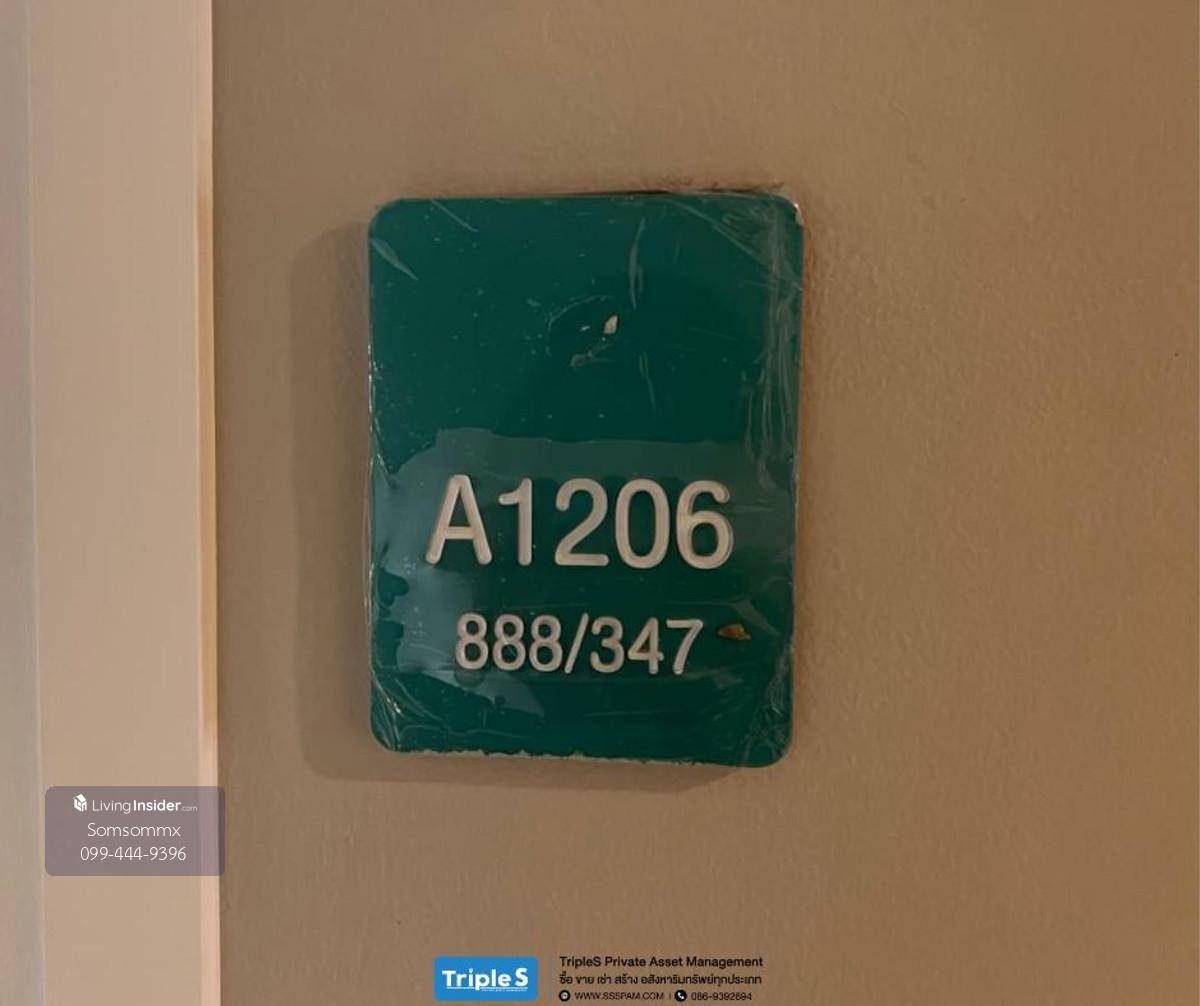 A1206
888/347
LivingInsider.com
Somsommx
099-444-9396
TripleS
TripleS Private Asset Management
ซื้อ ขาย เช่า สร้าง อสังหาริมทรัพย์ทุกประเภท
WWW.SSSPAM.COM | 086-9392694